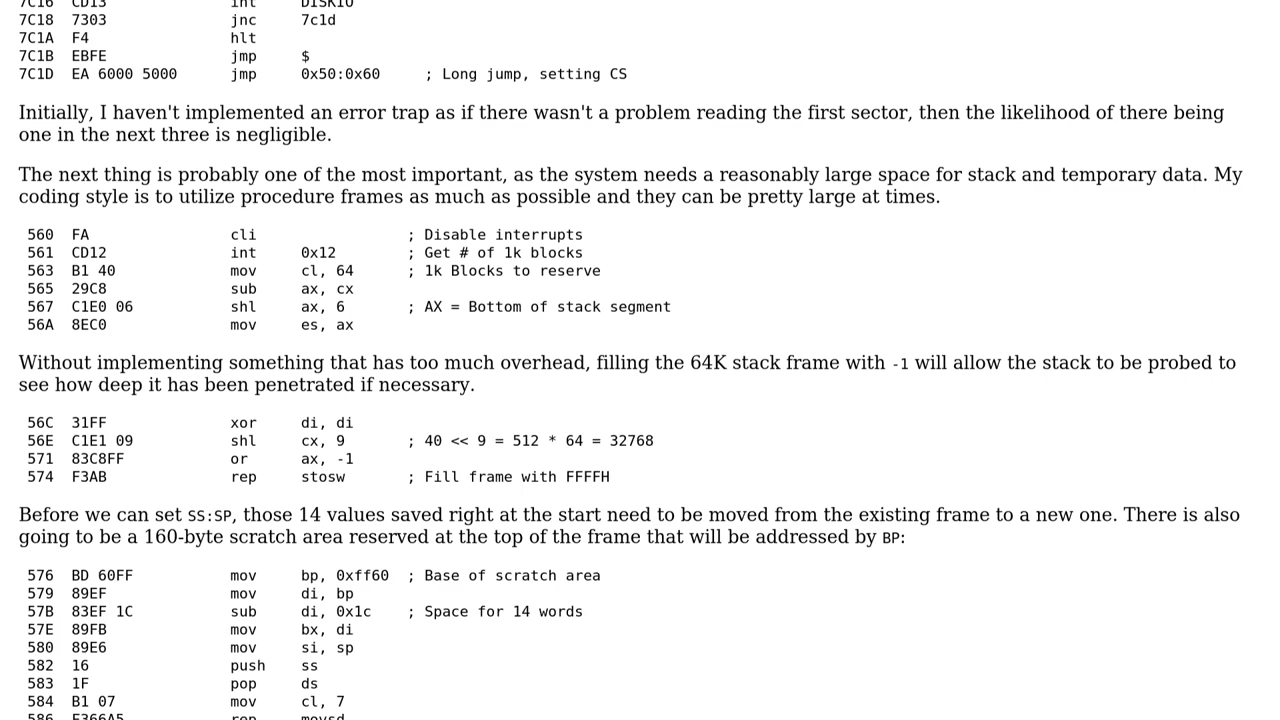 7C16 CD13 int DISKIO
7C18 7303 jnc 7c1d
7C1A F4 hlt
7C1B EBFE jmp $
7C1D EA 6000 5000 jmp 0x50:0x60 ; Long jump, setting CS
Initially, I haven't implemented an error trap as if there wasn't a problem reading the first sector, then the likelihood of there being
one in the next three is negligible.
The next thing is probably one of the most important, as the system needs a reasonably large space for stack and temporary data. My
coding style is to utilize procedure frames as much as possible and they can be pretty large at times.
560 FA cli ; Disable interrupts
561 CD12 int 0x12 ; Get # of 1k blocks
563 B1 40 mov cl, 64 ; 1k Blocks to reserve
565 29C8 sub ax, cx
567 C1E0 06 shl ax, 6 ; AX = Bottom of stack segment
56A 8EC0 mov es, ax
Without implementing something that has too much overhead, filling the 64K stack frame with -1 will allow the stack to be probed to
see how deep it has been penetrated if necessary.
56C 31FF xor di, di
56E C1E1 09 shl cx, 9 ; 40 << 9 = 512 * 64 = 32768
571 83C8FF or ax, -1
574 F3AB rep stosw ; Fill frame with FFFFH
Before we can set SS:SP, those 14 values saved right at the start need to be moved from the existing frame to a new one. There is also
going to be a 160-byte scratch area reserved at the top of the frame that will be addressed by BP:
576 BD 60FF mov bp, 0xff60 ; Base of scratch area
579 89EF mov di, bp
57B 83EF 1C sub di, 0x1c ; Space for 14 words
57E 89FB mov bx, di
580 89E6 mov si, sp
582 16 push ss
583 1F pop ds
584 B1 07 mov cl, 7
586 F366A5 rep movsd